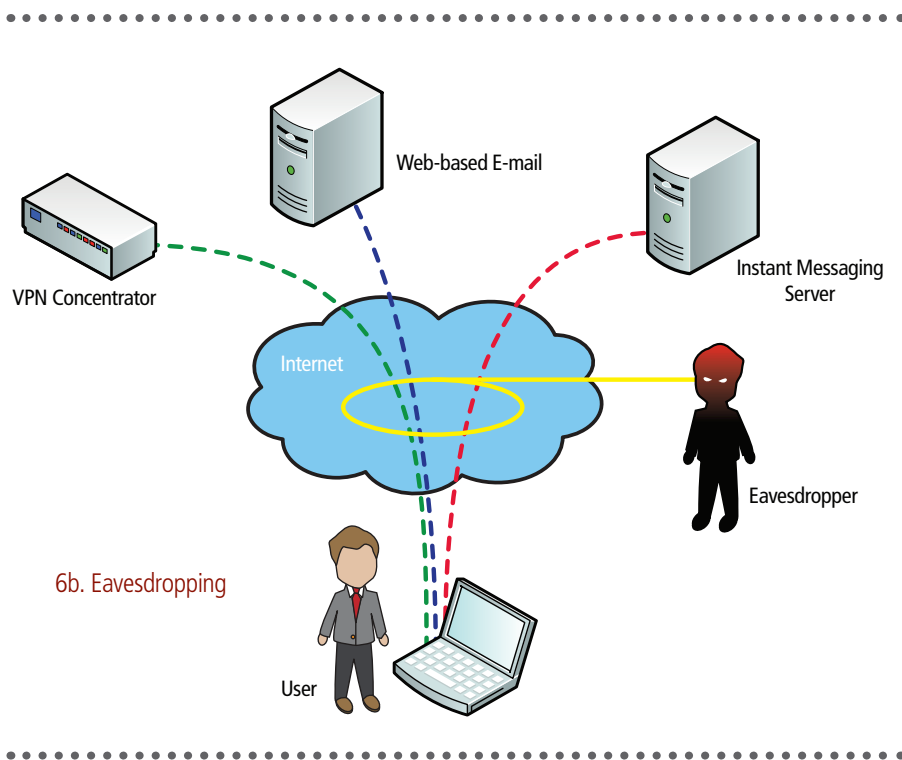 Web-based E-mail
VPN Concentrator
Instant Messaging
Server
Internet
Eavesdropper
6b. Eavesdropping
User